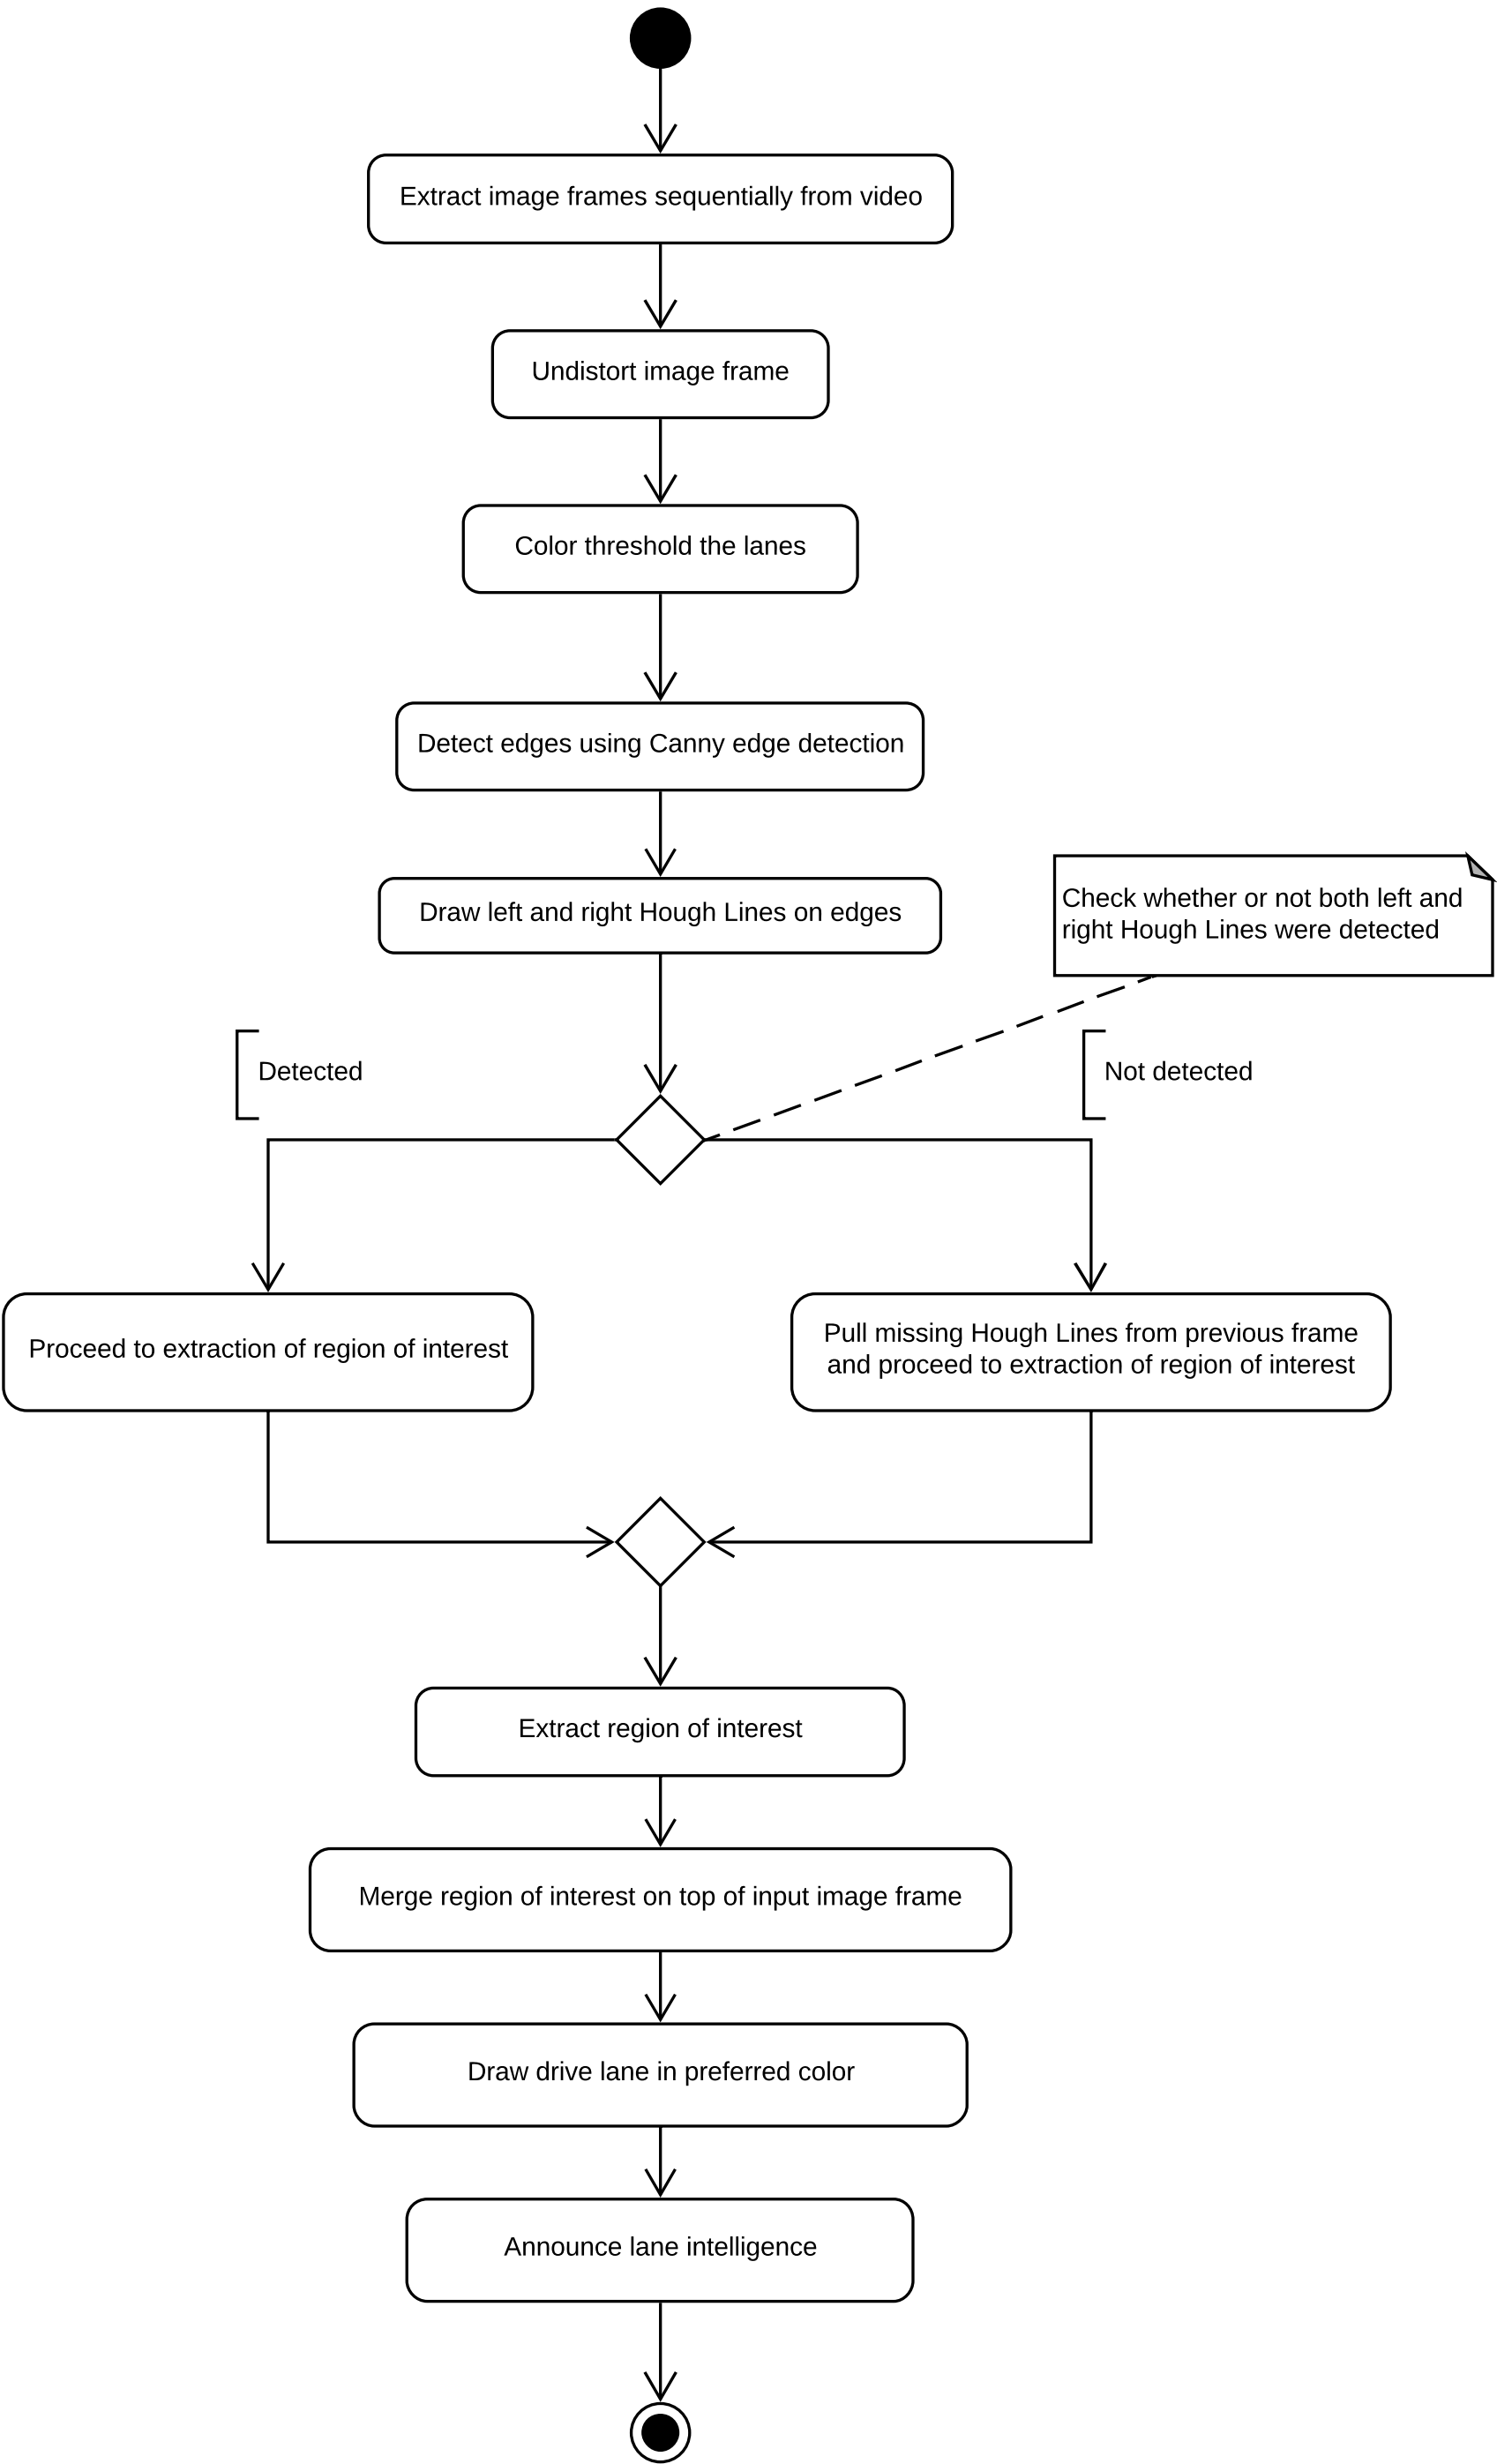 Extract image frames sequentially from video
Undistort image frame
Color threshold the lanes
Detect edges using Canny edge detection
Draw left and right Hough Lines on edges
Check whether or not both left and
right Hough Lines were detected
Detected
Not detected
Proceed to extraction of region of interest
Pull missing Hough Lines from previous frame
and proceed to extraction of region of interest
Extract region of interest
Merge region of interest on top of input image frame
Draw drive lane in preferred color
Announce lane intelligence